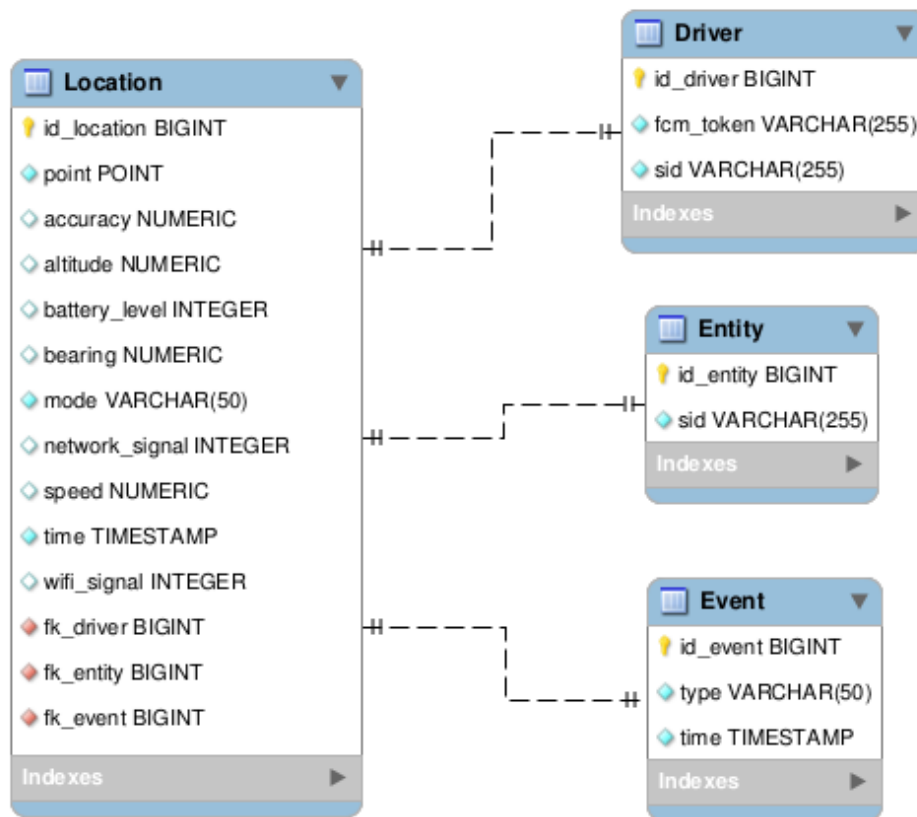 Location
id_location BIGINT
point POINT
accuracy NUMERIC
altitude NUMERIC
battery_level INTEGER
bearing NUMERIC
mode VARCHAR(50)
network_signal INTEGER
speed NUMERIC
time TIMESTAMP
wifi_signal INTEGER
fk_driver BIGINT
fk_entity BIGINT
fk_event BIGINT
Indexes
Driver
id_driver BIGINT
fcm_token VARCHAR(255)
sid VARCHAR(255)
Indexes
Entity
id_entity BIGINT
sid VARCHAR(255)
Indexes
Event
id_event BIGINT
type VARCHAR(50)
time TIMESTAMP
Indexes